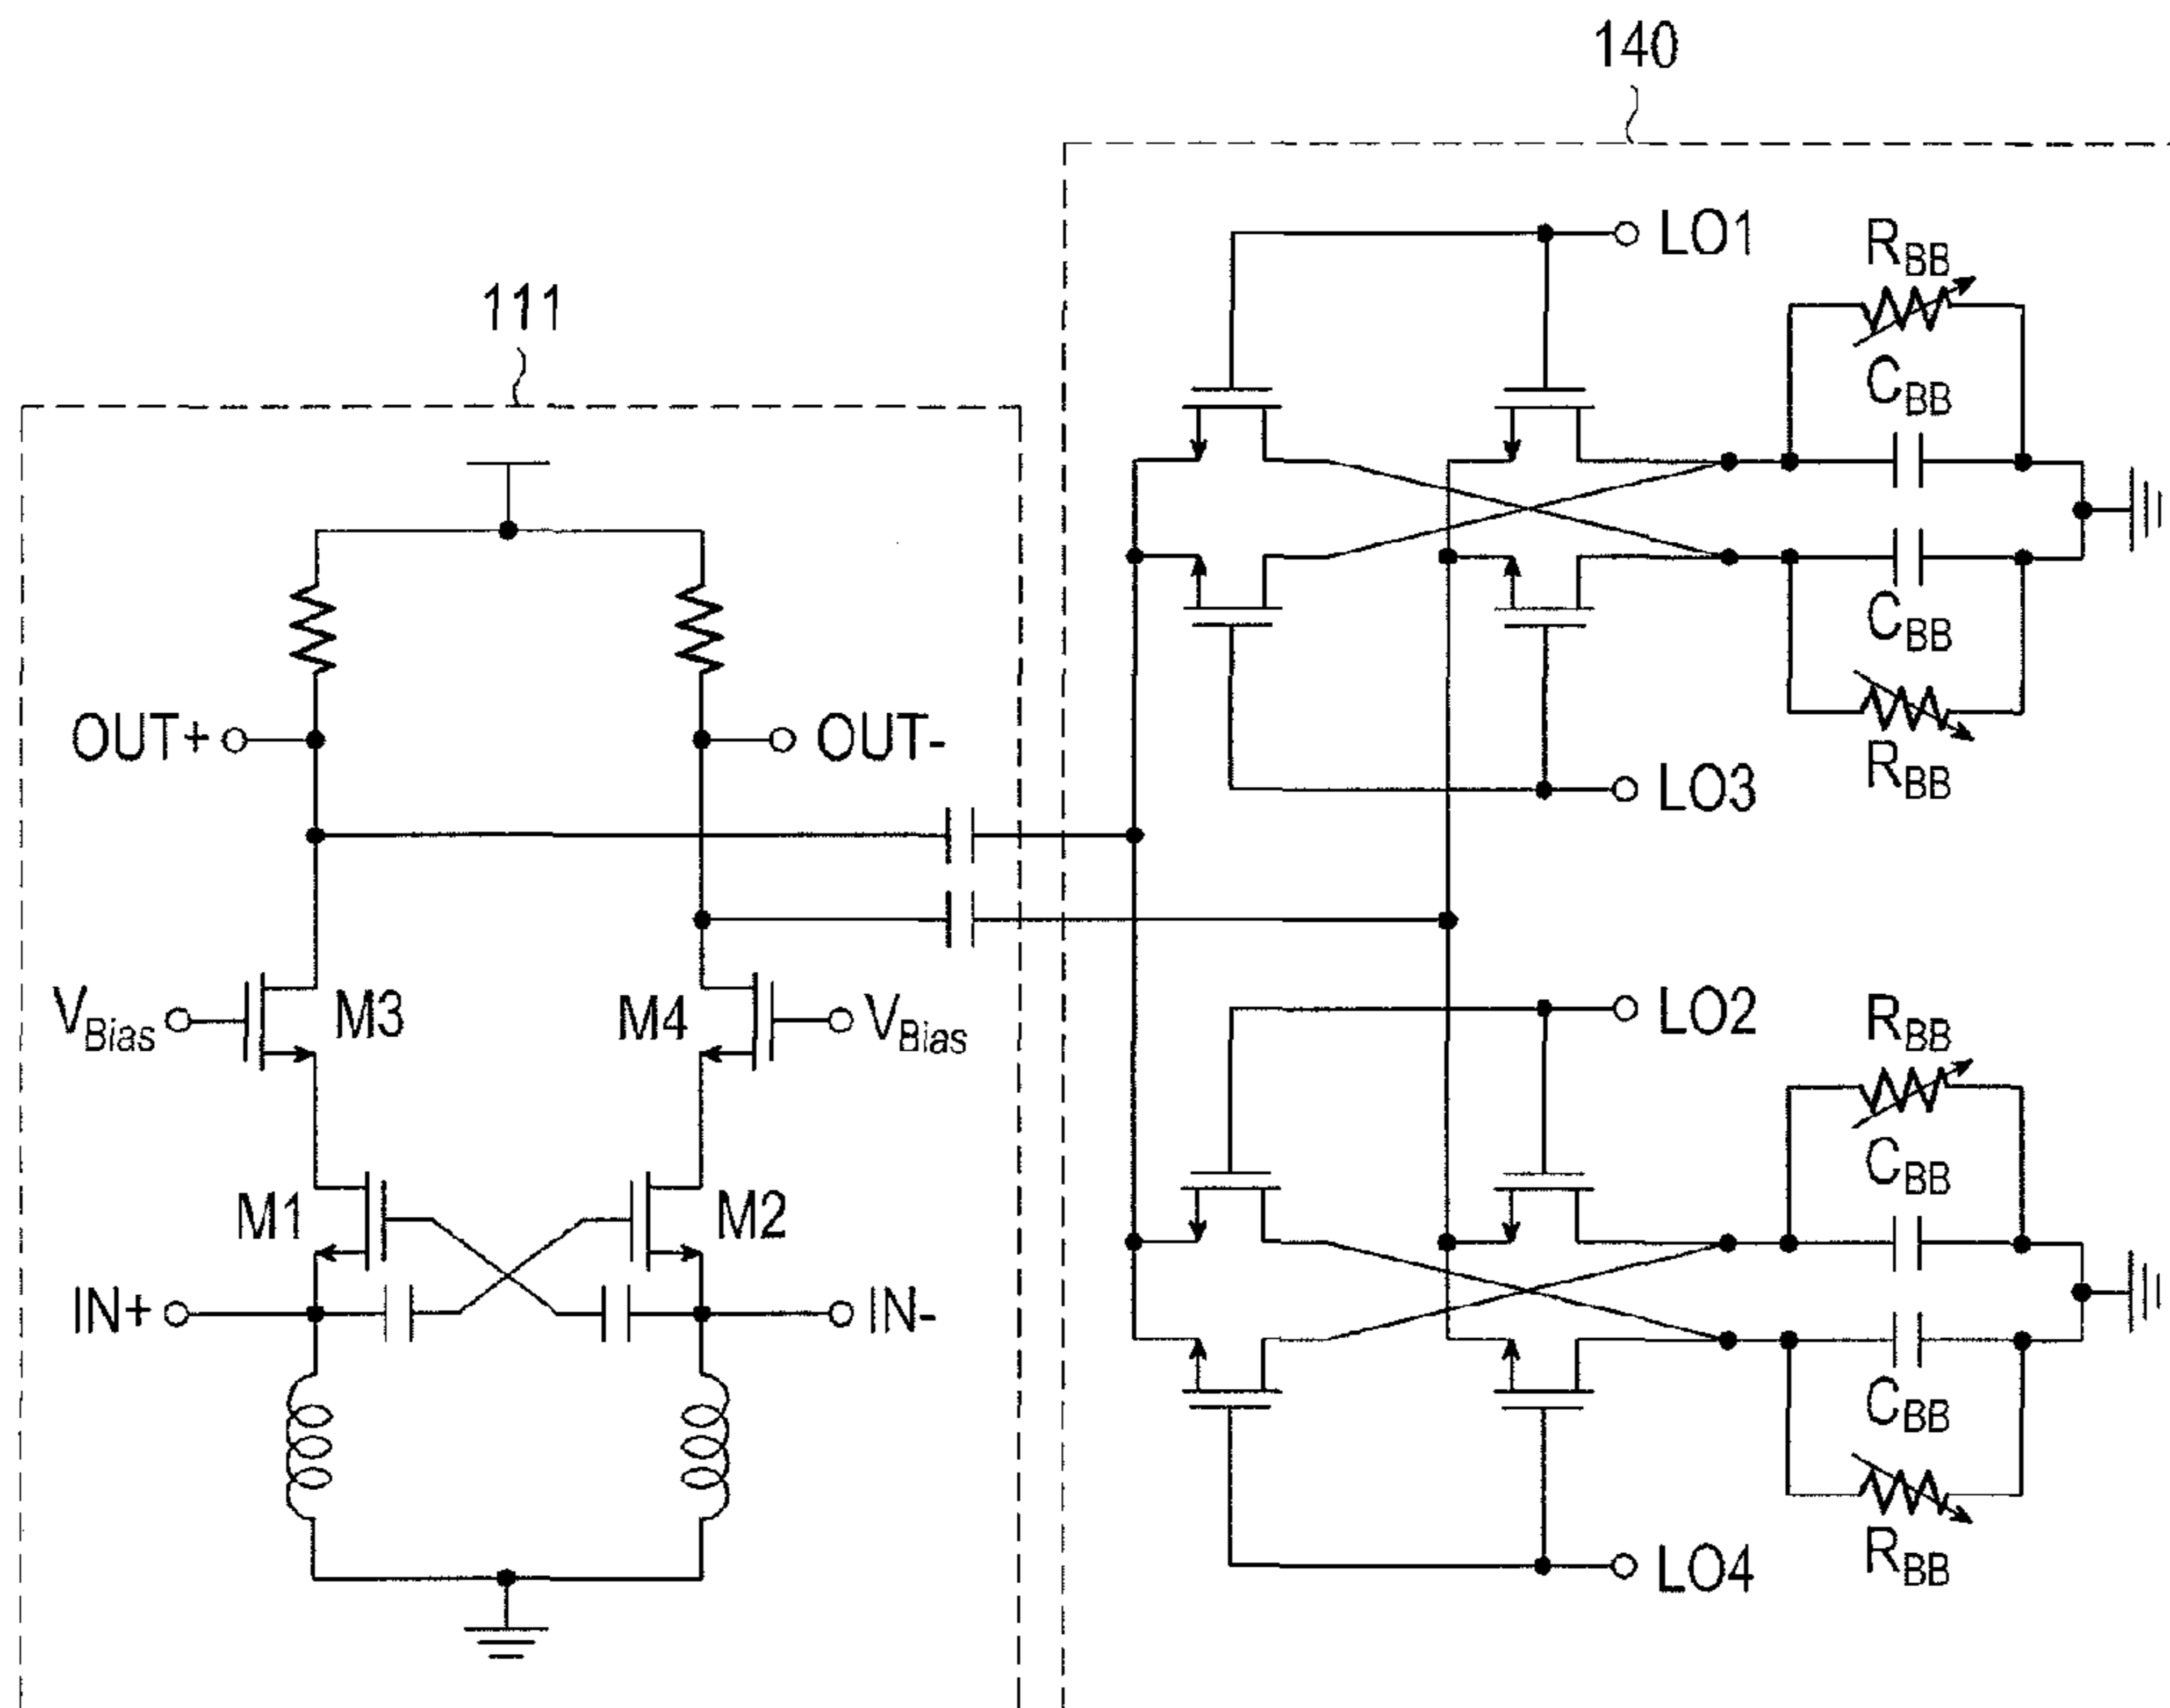 140
111
LO1
R_BB
C_BB
C_BB
R_BB
LO3
OUT+
OUT-
V_Bias
M3
M4
V_Bias
M1
M2
IN+
IN-
LO2
R_BB
C_BB
C_BB
R_BB
LO4